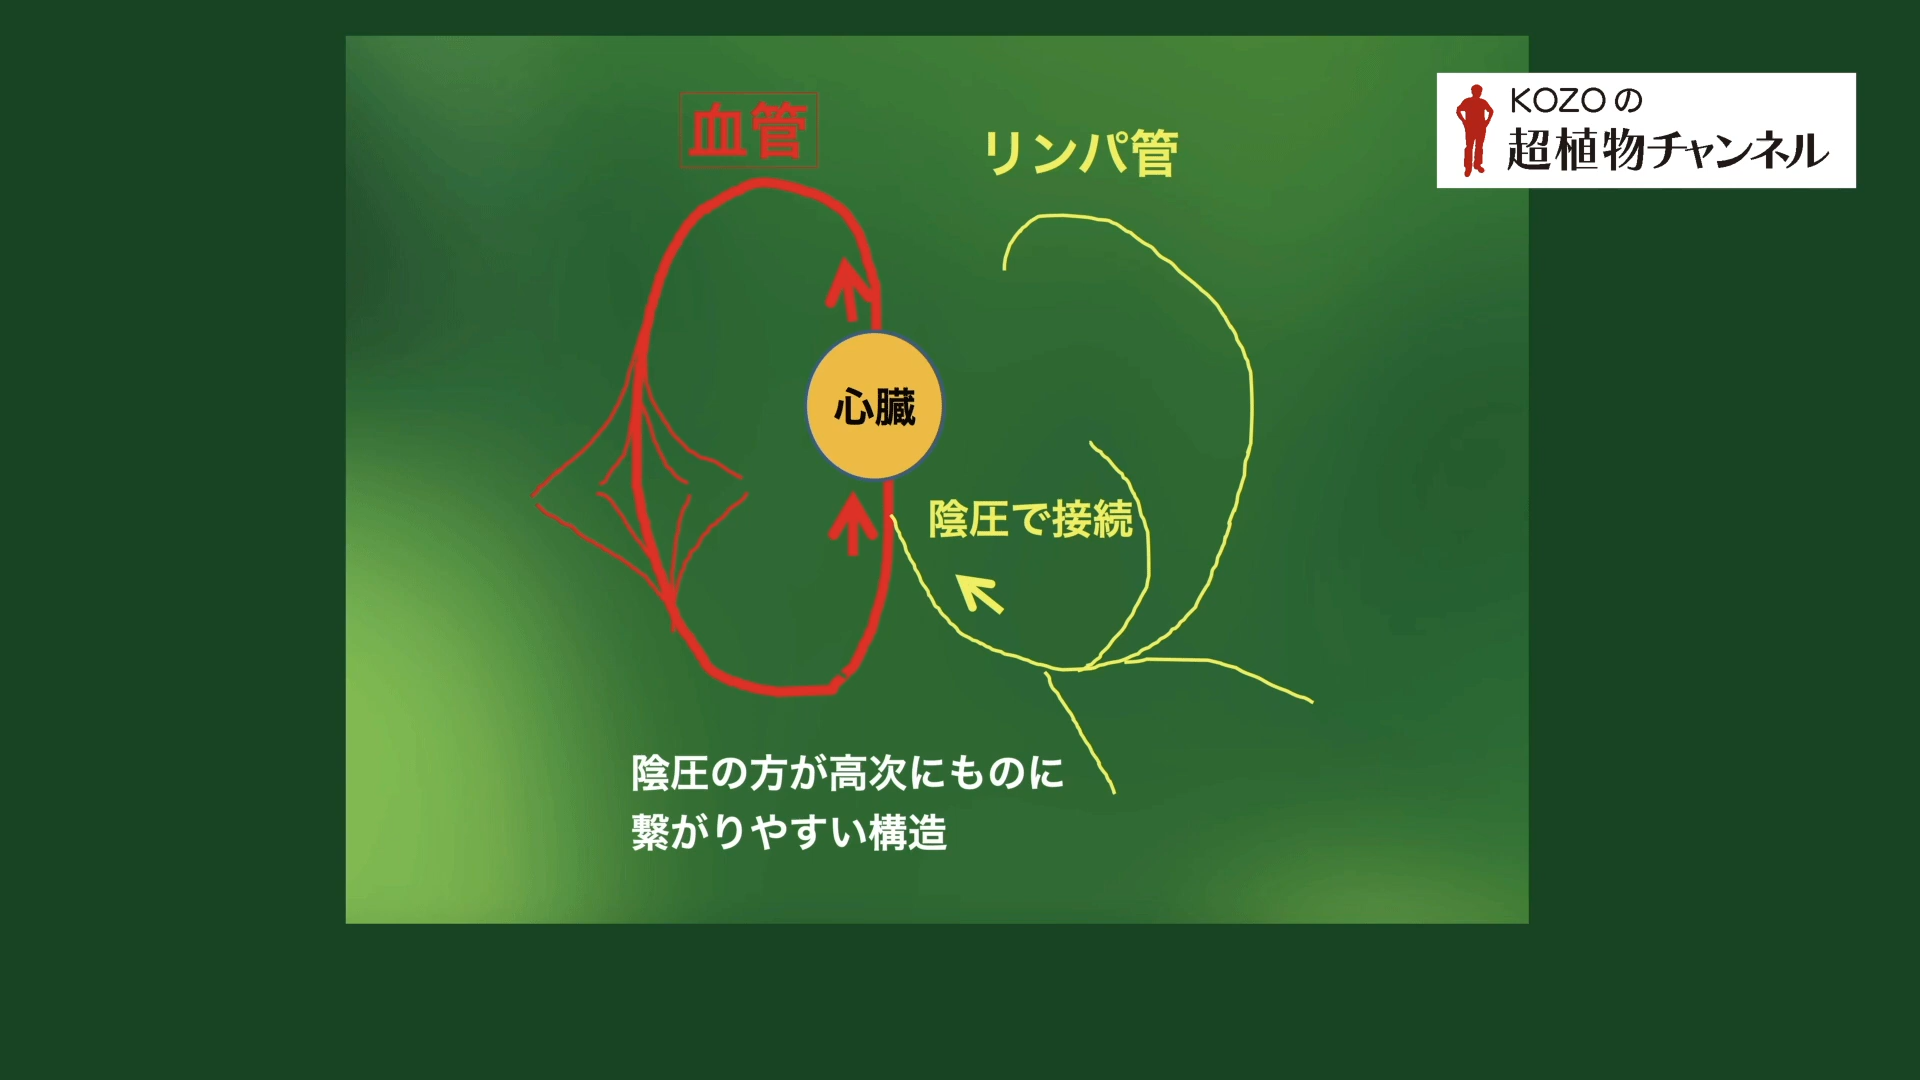 血管
リンパ管
KOZOの
超植物チャンネル
心臓
陰圧で接続
陰圧の方が高次にものに
繋がりやすい構造